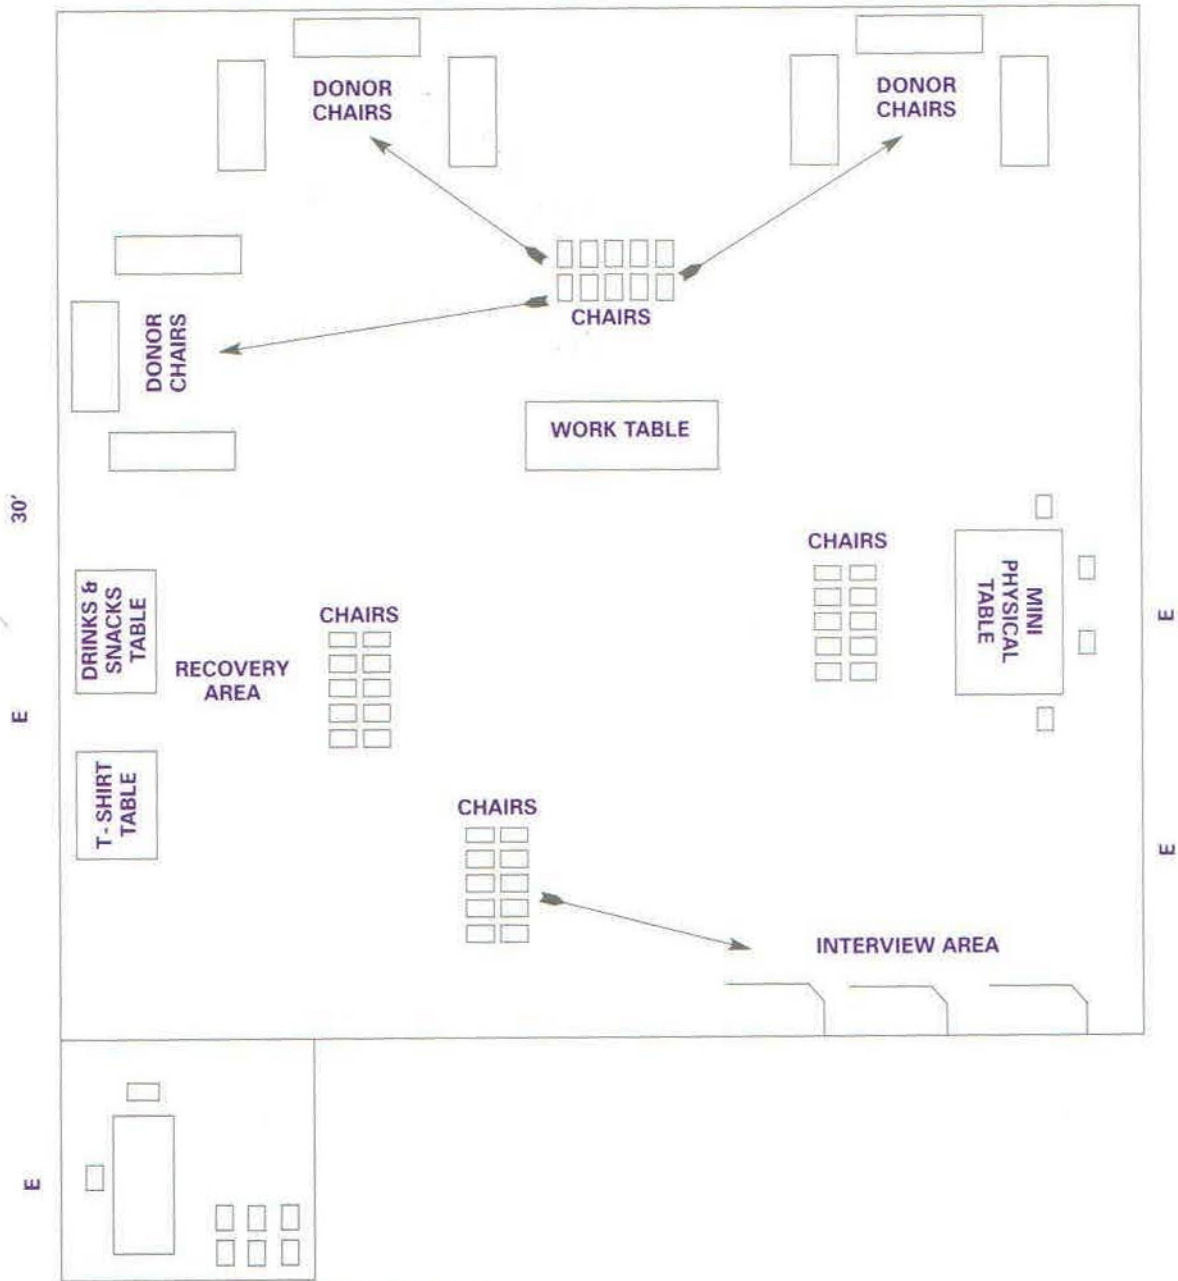 DONOR
CHAIRS
DONOR
CHAIRS
CHAIRS
DONOR
CHAIRS
WORK TABLE
30'
CHAIRS
MINI
PHYSICAL
TABLE
E
DRINKS &
SNACKS
TABLE
RECOVERY
AREA
CHAIRS
E
T-SHIRT
TABLE
CHAIRS
E
INTERVIEW AREA
E